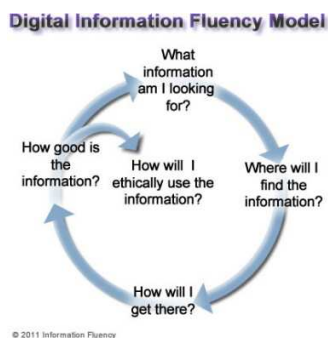 Digital Information Fluency Model
What
information
am I looking
for?
Where will I
find the
information?
How will I
get there?
How good is
the
information?
How will I
ethically use the
information?
© 2011 Information Fluency